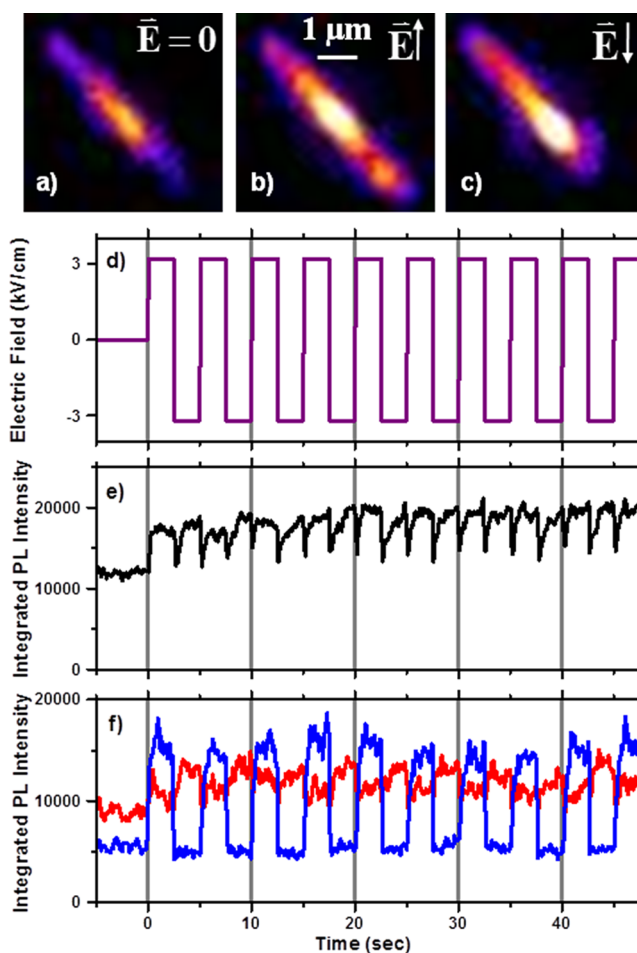 E = 0
1 μm
E↑
E↓
a)
b)
c)
d)
Electric Field (kV/cm)
3
0
-3
e)
Integrated PL Intensity
20000
10000
0
f)
Integrated PL Intensity
20000
10000
0
0 10 20 30 40
Time (sec)